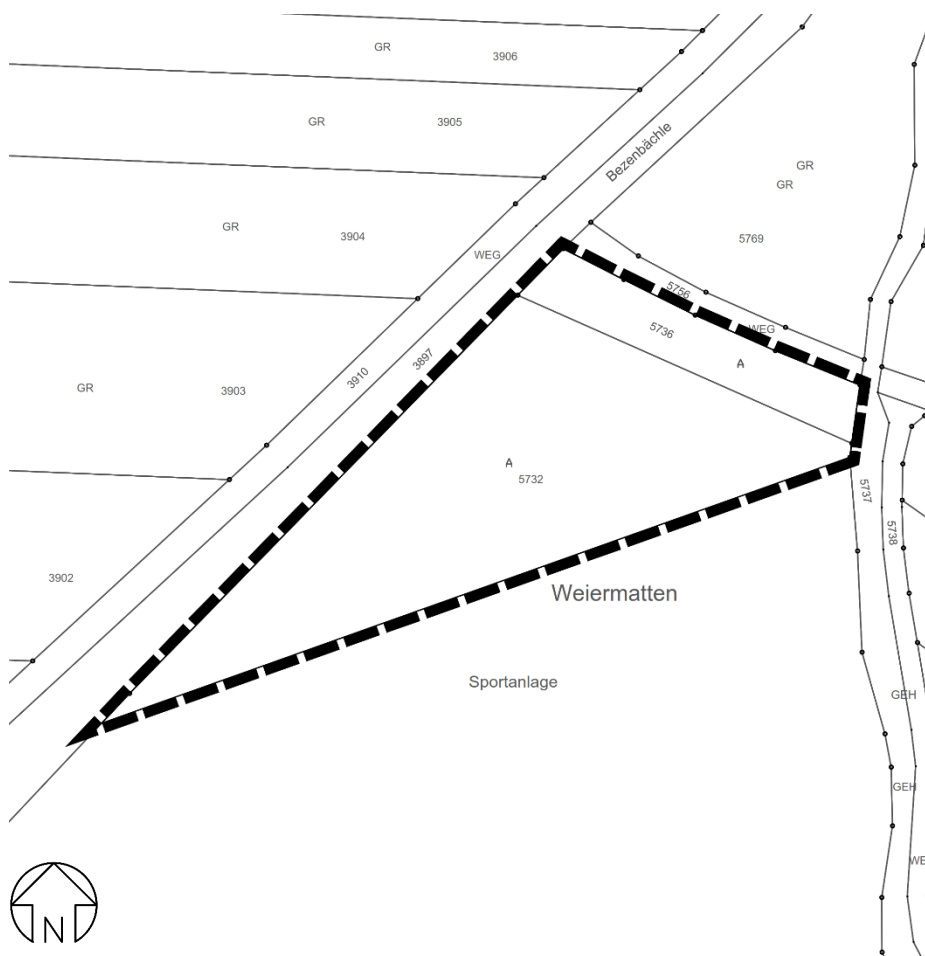 GR
3906
GR
3905
Bezenbächle
GR
GR
GR
3904
WEG
5769
5756
WEG
5736
A
3897
3910
GR
3903
A
5732
5737
5738
3902
Weiermatten
Sportanlage
GEH
GEH
WE
N